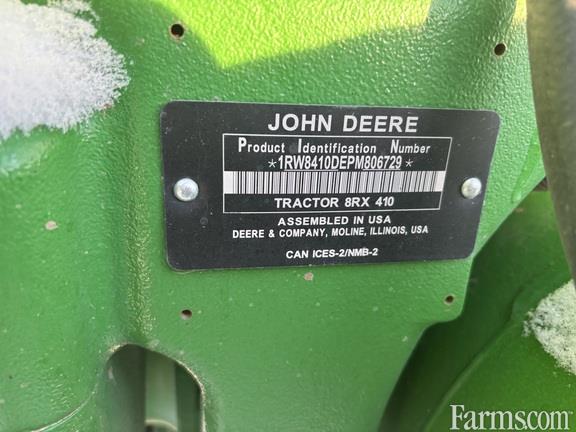 JOHN DEERE
Product Identification Number
*1RW8410DEPM806729*
TRACTOR 8RX 410
ASSEMBLED IN USA
DEERE & COMPANY, MOLINE, ILLINOIS, USA
CAN ICES-2/NMB-2
Farms.com